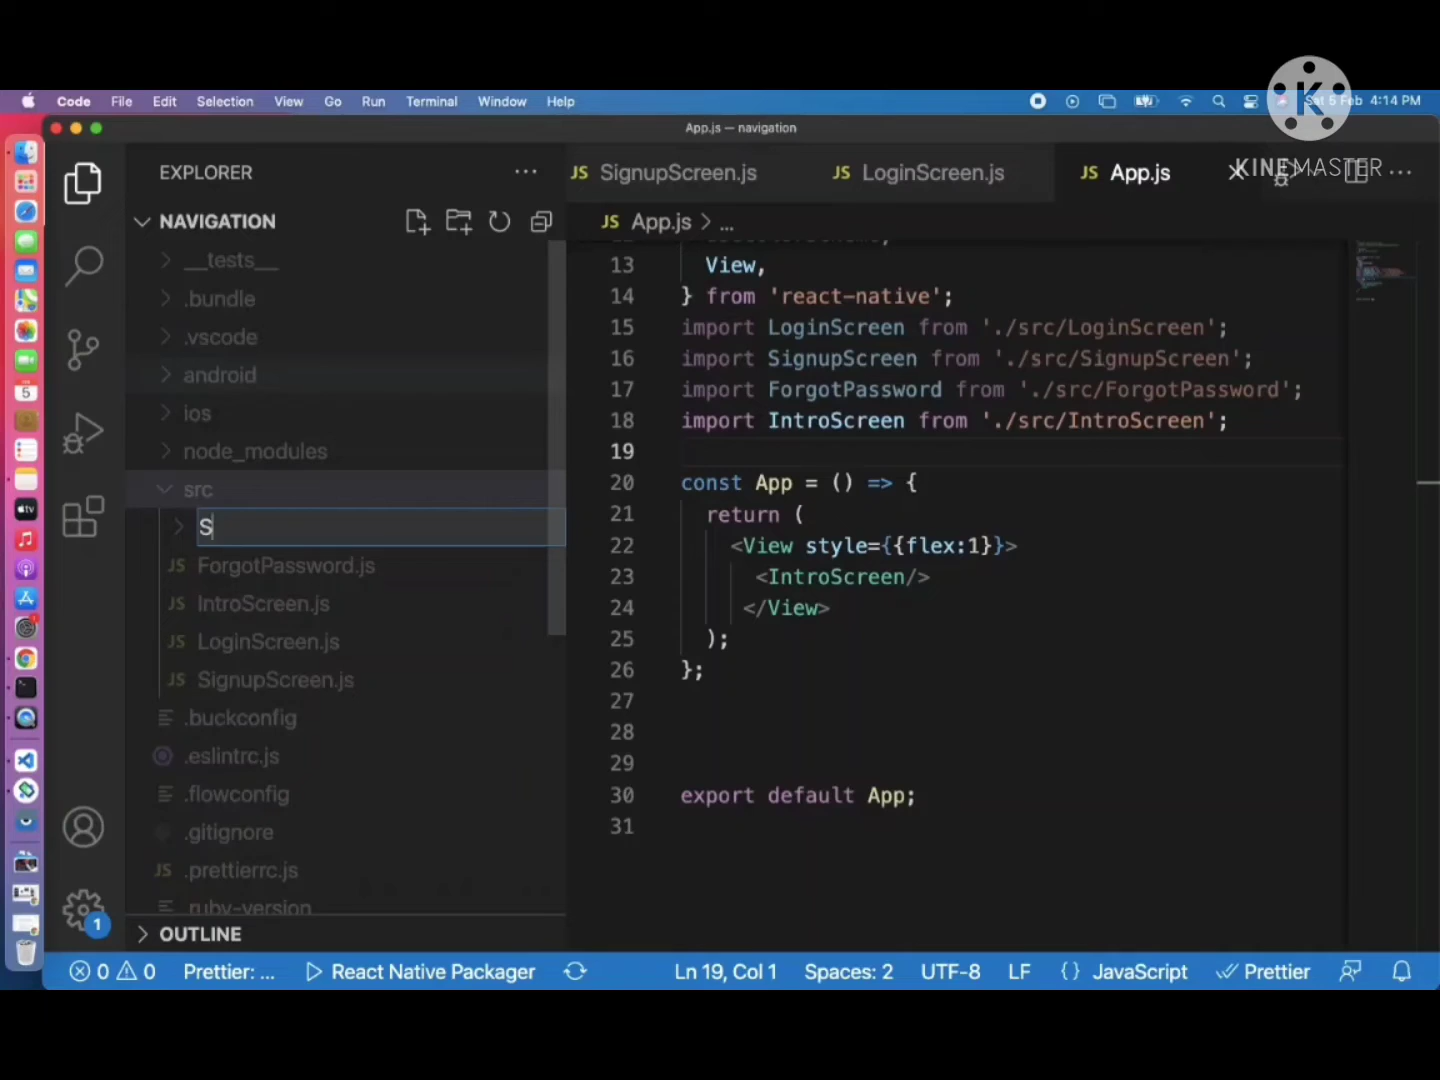 Code File Edit Selection View Go Run Terminal Window Help
Sat 5 Feb 4:14 PM
K
KINEMASTER
App.js — navigation
EXPLORER
JS SignupScreen.js
JS LoginScreen.js
JS App.js
NAVIGATION
JS App.js > ...
__tests__
.bundle
.vscode
android
ios
node_modules
src
S
JS ForgotPassword.js
JS IntroScreen.js
JS LoginScreen.js
JS SignupScreen.js
.buckconfig
.eslintrc.js
.flowconfig
.gitignore
JS .prettierrc.js
.ruby-version
OUTLINE
13 View,
14 } from 'react-native';
15 import LoginScreen from './src/LoginScreen';
16 import SignupScreen from './src/SignupScreen';
17 import ForgotPassword from './src/ForgotPassword';
18 import IntroScreen from './src/IntroScreen';
19
20 const App = () => {
21 return (
22 <View style={{flex:1}}>
23 <IntroScreen/>
24 </View>
25 );
26 };
27
28
29
30 export default App;
31
5
1
0 0 Prettier: ... React Native Packager Ln 19, Col 1 Spaces: 2 UTF-8 LF {} JavaScript Prettier